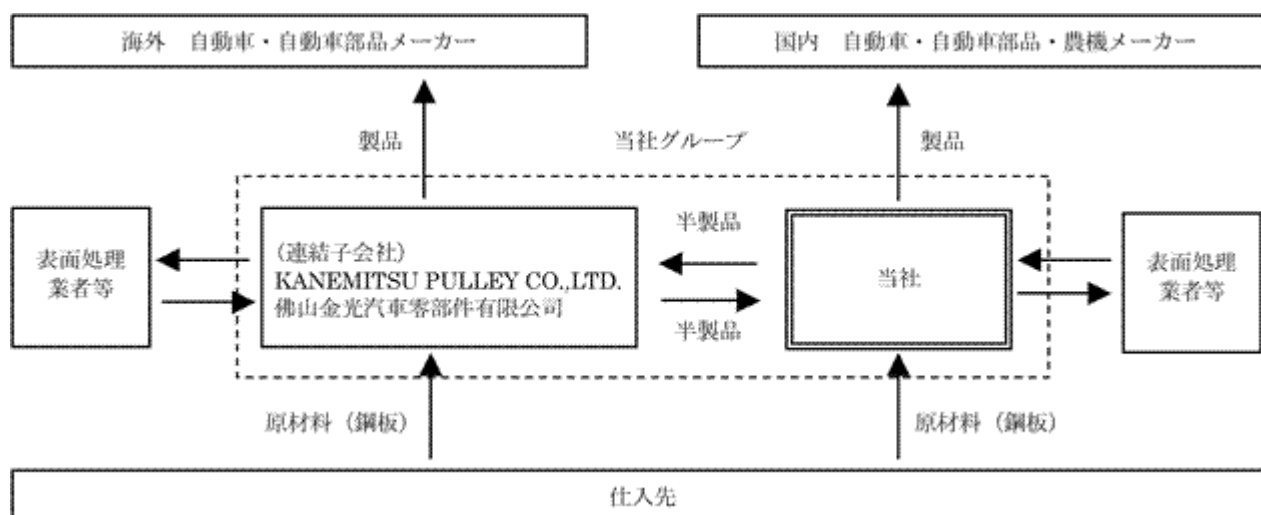 海外　自動車・自動車部品メーカー
国内　自動車・自動車部品・農機メーカー
製品
当社グループ
製品
表面処理
業者等
(連結子会社)
KANEMITSU PULLEY CO.,LTD.
佛山金光汽車零部件有限公司
半製品
半製品
当社
表面処理
業者等
原材料（鋼板）
原材料（鋼板）
仕入先